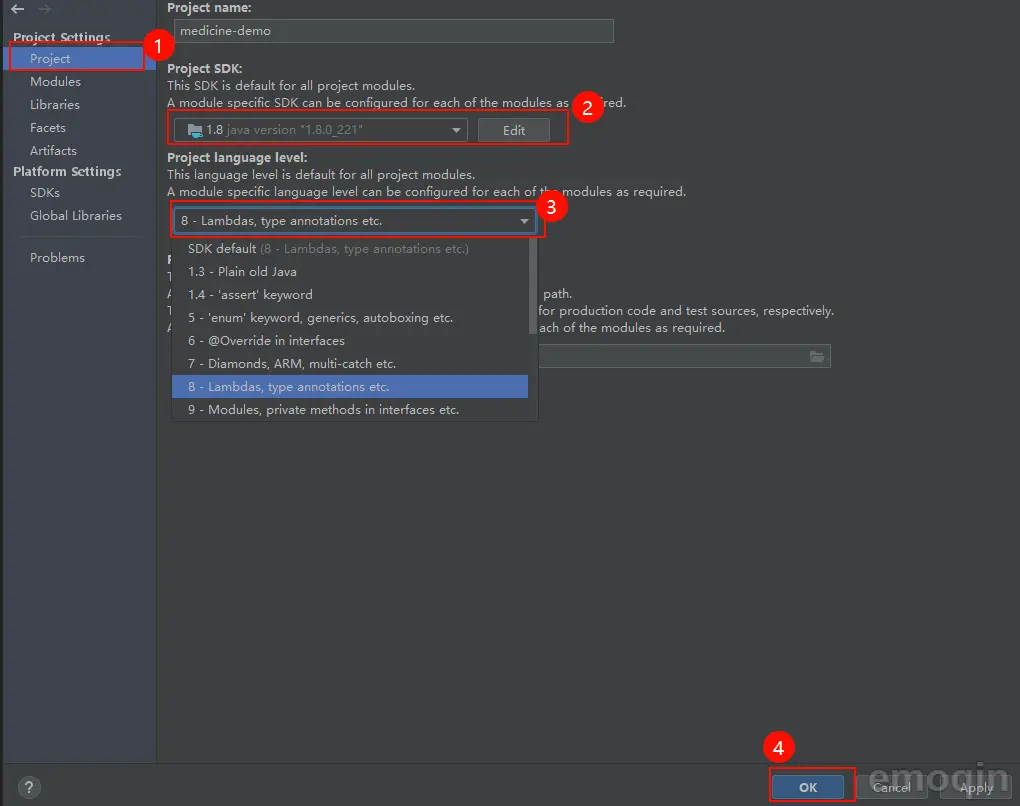 Project name:
Project Settings
medicine-demo
1
Project
Modules
Libraries
Facets
Artifacts
Platform Settings
SDKs
Global Libraries
Problems
Project SDK:
This SDK is default for all project modules.
A module specific SDK can be configured for each of the modules as
red.
2
1.8 java version "1.8.0_221"
Edit
Project language level:
This language level is default for all project modules.
A module specific language level can be configured for each of the modules as required.
3
8 - Lambdas, type annotations etc.
SDK default (8 - Lambdas, type annotations etc.)
1.3 - Plain old Java
1.4 - 'assert' keyword
path.
5 - 'enum' keyword, generics, autoboxing etc.
for production code and test sources, respectively.
ach of the modules as required.
6 - @Override in interfaces
7 - Diamonds, ARM, multi-catch etc.
8 - Lambdas, type annotations etc.
9 - Modules, private methods in interfaces etc.
4
?
OK
Cancel
Apply
emoqin